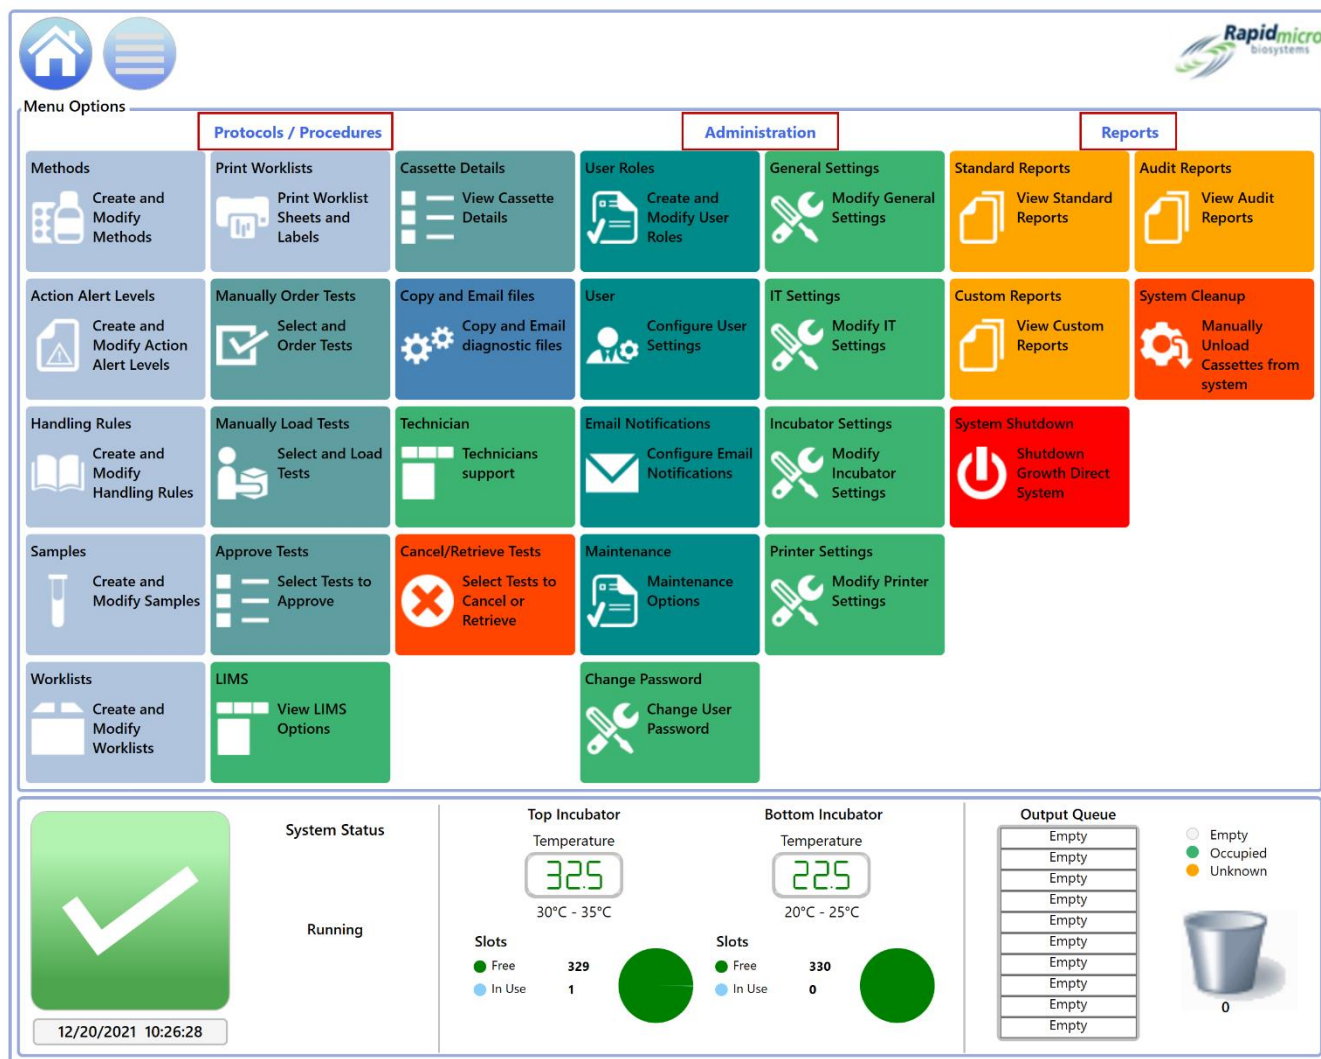 Rapidmicro
biosystems
Menu Options
Protocols / Procedures
Administration
Reports
Methods
Create and
Modify
Methods
Print Worklists
Print Worklist
Sheets and
Labels
Cassette Details
View Cassette
Details
User Roles
Create and
Modify User
Roles
General Settings
Modify General
Settings
Standard Reports
View Standard
Reports
Audit Reports
View Audit
Reports
Action Alert Levels
Create and
Modify Action
Alert Levels
Manually Order Tests
Select and
Order Tests
Copy and Email files
Copy and Email
diagnostic files
User
Configure User
Settings
IT Settings
Modify IT
Settings
Custom Reports
View Custom
Reports
System Cleanup
Manually
Unload
Cassettes from
system
Handling Rules
Create and
Modify
Handling Rules
Manually Load Tests
Select and Load
Tests
Technician
Technicians
support
Email Notifications
Configure Email
Notifications
Incubator Settings
Modify
Incubator
Settings
System Shutdown
Shutdown
Growth Direct
System
Samples
Create and
Modify Samples
Approve Tests
Select Tests to
Approve
Cancel/Retrieve Tests
Select Tests to
Cancel or
Retrieve
Maintenance
Maintenance
Options
Printer Settings
Modify Printer
Settings
Worklists
Create and
Modify
Worklists
LIMS
View LIMS
Options
Change Password
Change User
Password
System Status
Running
12/20/2021 10:26:28
Top Incubator
Temperature
32.5
30°C - 35°C
Slots
Free 329
In Use 1
Bottom Incubator
Temperature
22.5
20°C - 25°C
Slots
Free 330
In Use 0
Output Queue
Empty
Empty
Empty
Empty
Empty
Empty
Empty
Empty
Empty
Empty
Empty
Occupied
Unknown
0